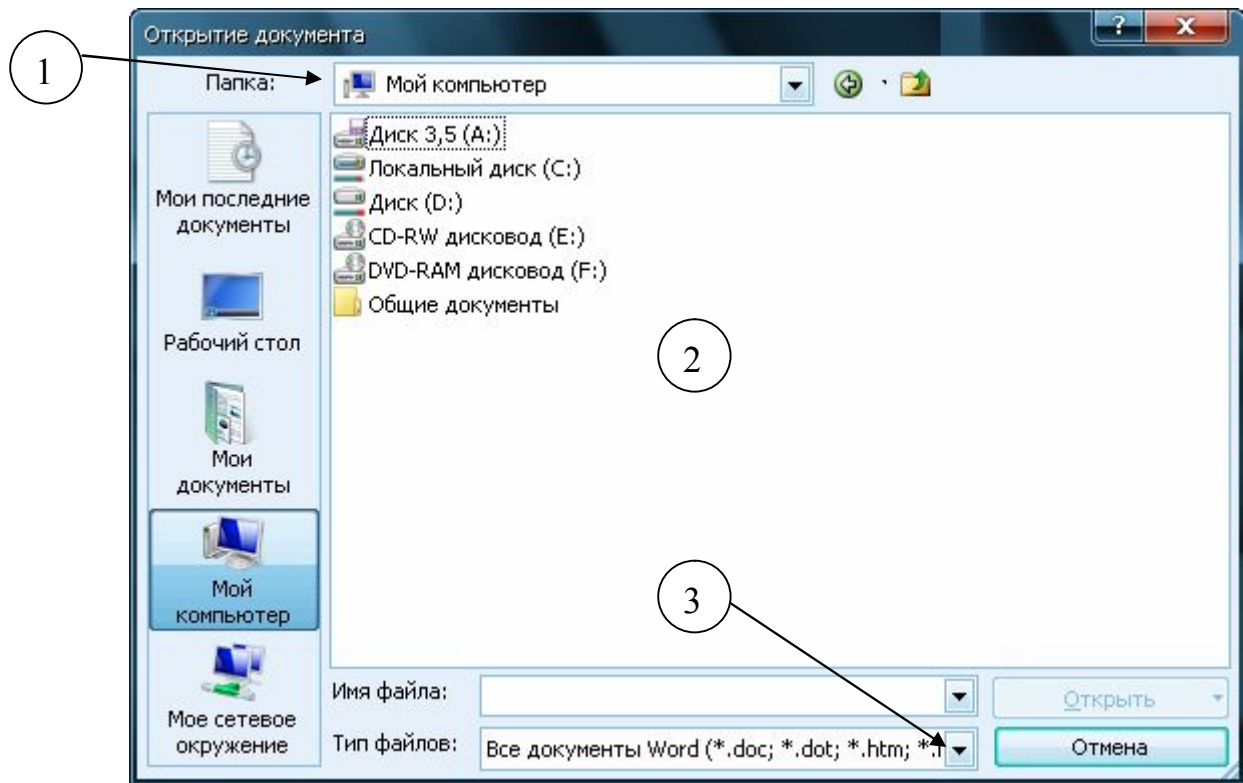 Открытие документа
?
X
1
Папка:
Мой компьютер
Мои последние
документы
Рабочий стол
Мои
документы
Мой
компьютер
Мое сетевое
окружение
Диск 3,5 (A:)
Локальный диск (C:)
Диск (D:)
CD-RW дисковод (E:)
DVD-RAM дисковод (F:)
Общие документы
2
3
Имя файла:
Открыть
Тип файлов:
Все документы Word (*.doc; *.dot; *.htm; *.
Отмена